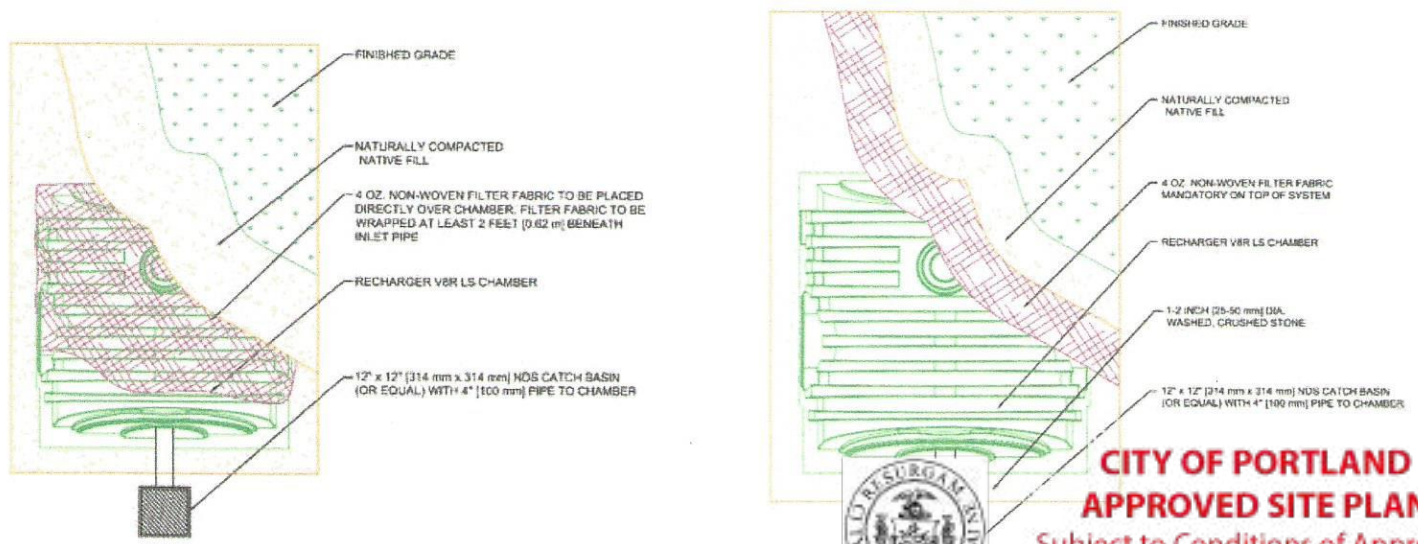 FINISHED GRADE
NATURALLY COMPACTED
NATIVE FILL
4 OZ. NON-WOVEN FILTER FABRIC TO BE PLACED
DIRECTLY OVER CHAMBER. FILTER FABRIC TO BE
WRAPPED AT LEAST 2 FEET [0.62 m] BENEATH
INLET PIPE
RECHARGER V8R LS CHAMBER
12" x 12" [314 mm x 314 mm] NDS CATCH BASIN
(OR EQUAL) WITH 4" [100 mm] PIPE TO CHAMBER
FINISHED GRADE
NATURALLY COMPACTED
NATIVE FILL
4 OZ. NON-WOVEN FILTER FABRIC
MANDATORY ON TOP OF SYSTEM
RECHARGER V8R LS CHAMBER
1-2 INCH [25-50 mm] DIA.
WASHED, CRUSHED STONE
12" x 12" [314 mm x 314 mm] NDS CATCH BASIN
(OR EQUAL) WITH 4" [100 mm] PIPE TO CHAMBER
RESURGAM
CITY OF PORTLAND
APPROVED SITE PLAN
Subject to Conditions of Appro